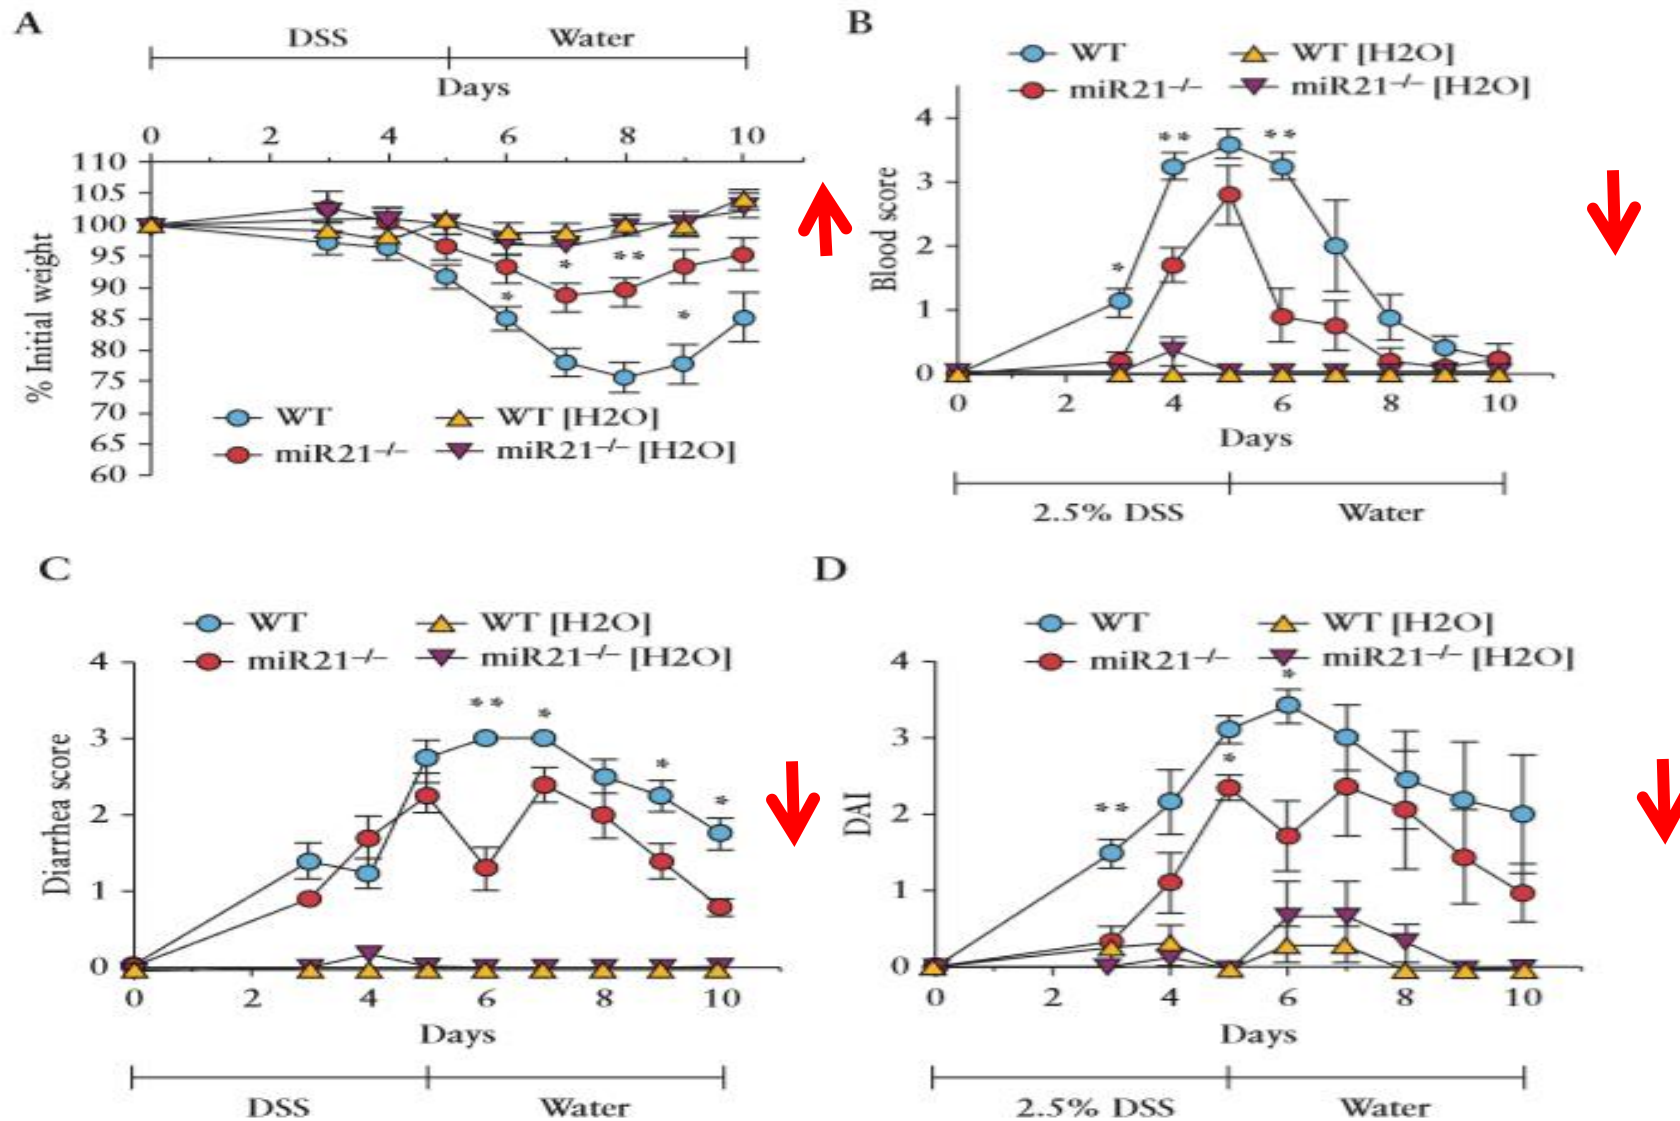 A
DSS Water
Days
0 2 4 6 8 10
110
105
100
95
90
85
80
75
70
65
60
% Initial weight
* ** * *
WT WT [H2O]
miR21⁻/⁻ miR21⁻/⁻ [H2O]
B
WT WT [H2O]
miR21⁻/⁻ miR21⁻/⁻ [H2O]
4
3
2
1
0
Blood score
* ** **
0 2 4 6 8 10
Days
2.5% DSS Water
C
WT WT [H2O]
miR21⁻/⁻ miR21⁻/⁻ [H2O]
4
3
2
1
0
Diarrhea score
** * * *
0 2 4 6 8 10
Days
DSS Water
D
WT WT [H2O]
miR21⁻/⁻ miR21⁻/⁻ [H2O]
4
3
2
1
0
DAI
** * *
0 2 4 6 8 10
Days
2.5% DSS Water